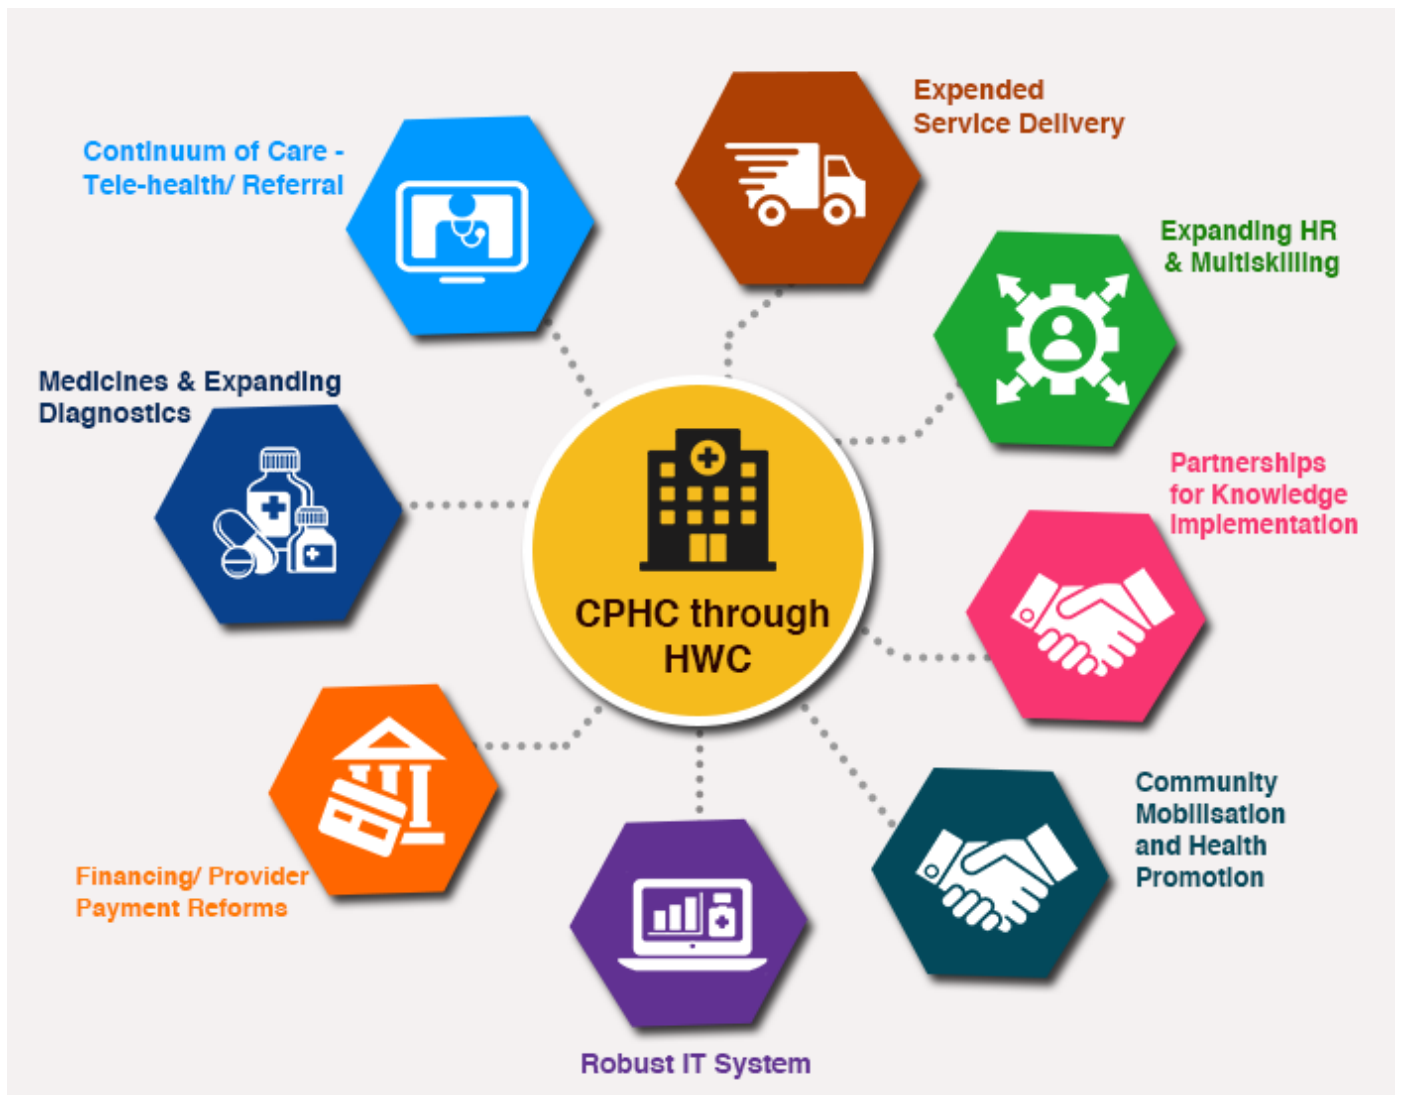 Expended
Service Delivery
Continuum of Care -
Tele-health/ Referral
Expanding HR
& Multiskilling
Medicines & Expanding
Diagnostics
Partnerships
for Knowledge
Implementation
CPHC through
HWC
Community
Mobilisation
and Health
Promotion
Financing/ Provider
Payment Reforms
Robust IT System